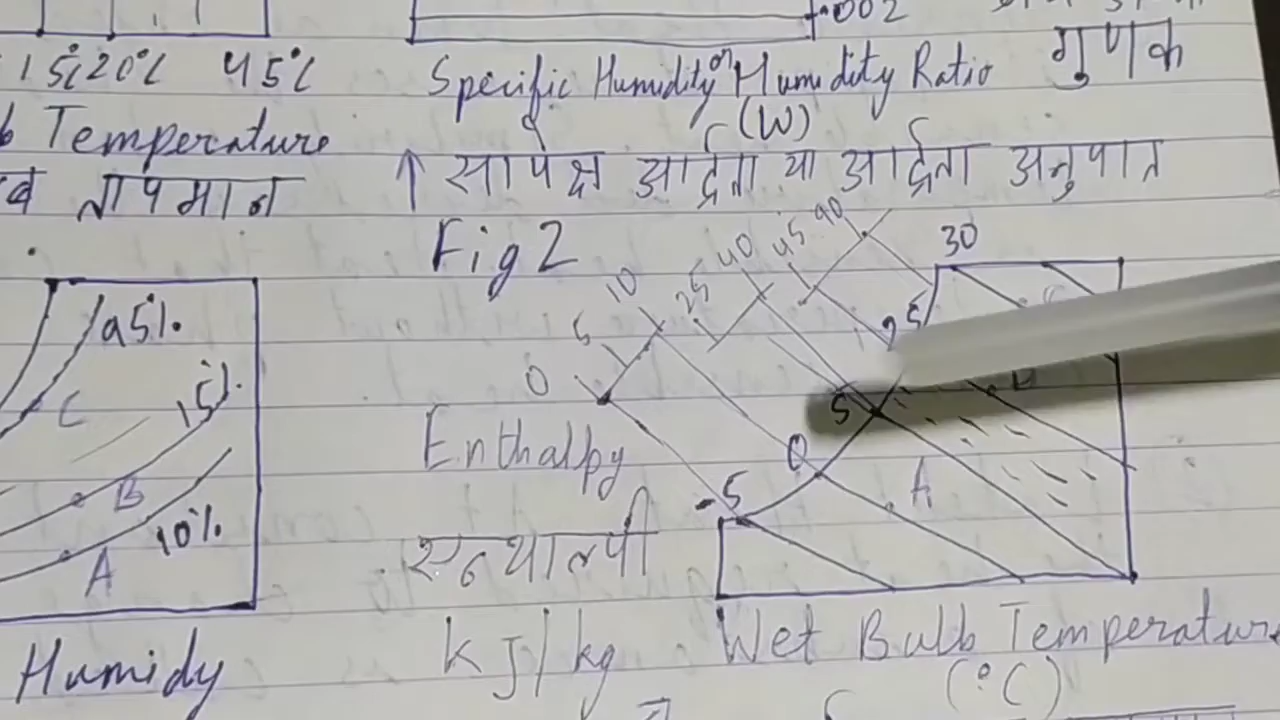 .002
15°C 20°C 45°C
Specific Humidity or Humidity Ratio
गुणक
(W)
b Temperature
↑ सापेक्ष आर्द्रता या आर्द्रता अनुपात
तापमान
Fig 2
30
90
45
40
25
10
5
0
25
a5%.
C
15%.
B
10%.
A
5
0
-5
A
Enthalpy
एन्थाल्पी
KJ/kg
Wet Bulb Temperature
(°C)
Humidy